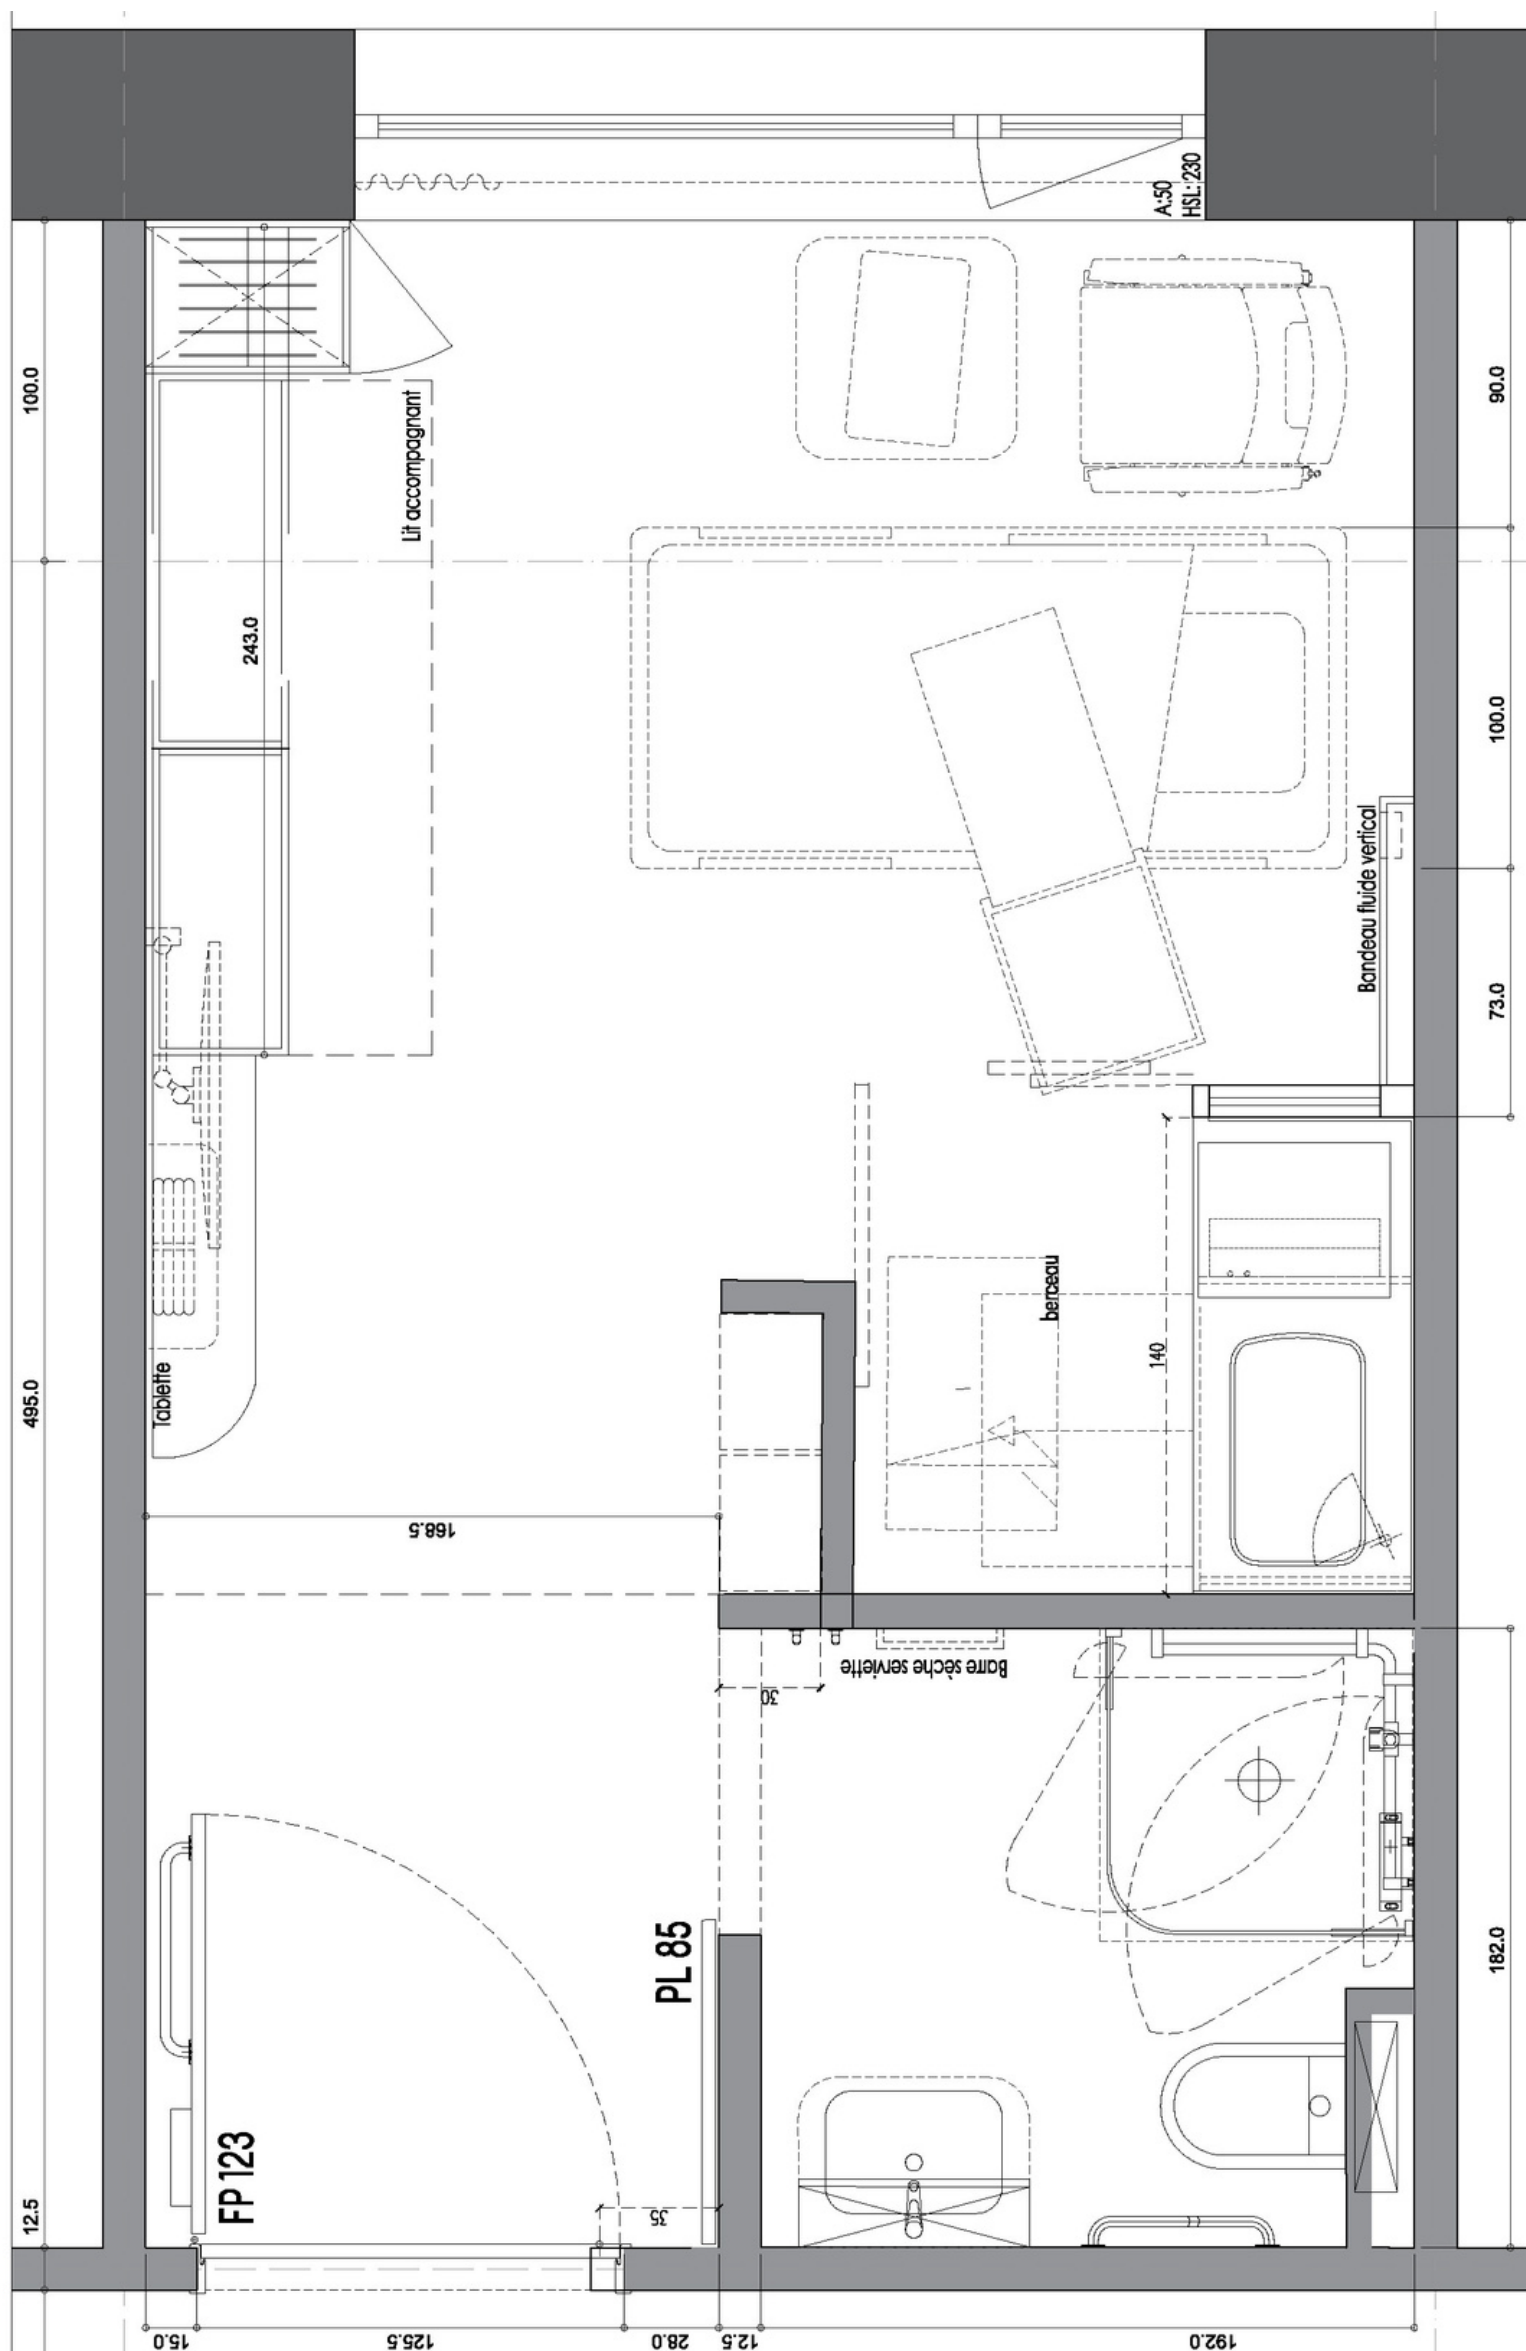 100.0
495.0
12.5
243.0
Lit accompagnant
Tablette
168.5
A:50
HSL: 230
90.0
100.0
73.0
182.0
Bandeau fluide vertical
berceau
140
Barre sèche serviette
30
PL 85
FP 123
35
15.0
125.5
28.0
12.5
192.0